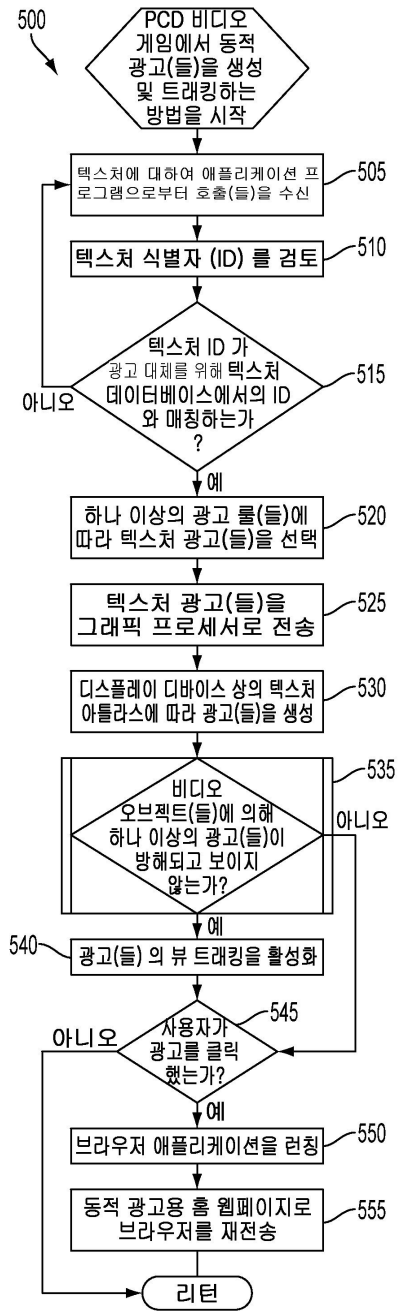 500
PCD 비디오
게임에서 동적
광고(들)을 생성
및 트래킹하는
방법을 시작
텍스처에 대하여 애플리케이션 프
로그램으로부터 호출(들)을 수신
505
텍스처 식별자 (ID) 를 검토
510
텍스처 ID 가
광고 대체를 위해 텍스처
데이터베이스에서의 ID
와 매칭하는가
?
515
아니오
예
하나 이상의 광고 룰(들)에
따라 텍스처 광고(들)을 선택
520
텍스처 광고(들)을
그래픽 프로세서로 전송
525
디스플레이 디바이스 상의 텍스처
아틀라스에 따라 광고(들)을 생성
530
535
비디오
오브젝트(들)에 의해
하나 이상의 광고(들)이
방해되고 보이지
않는가?
아니오
예
540
광고(들) 의 뷰 트래킹을 활성화
545
사용자가
광고를 클릭
했는가?
아니오
예
브라우저 애플리케이션을 런칭
550
동적 광고용 홈 웹페이지로
브라우저를 재전송
555
리턴